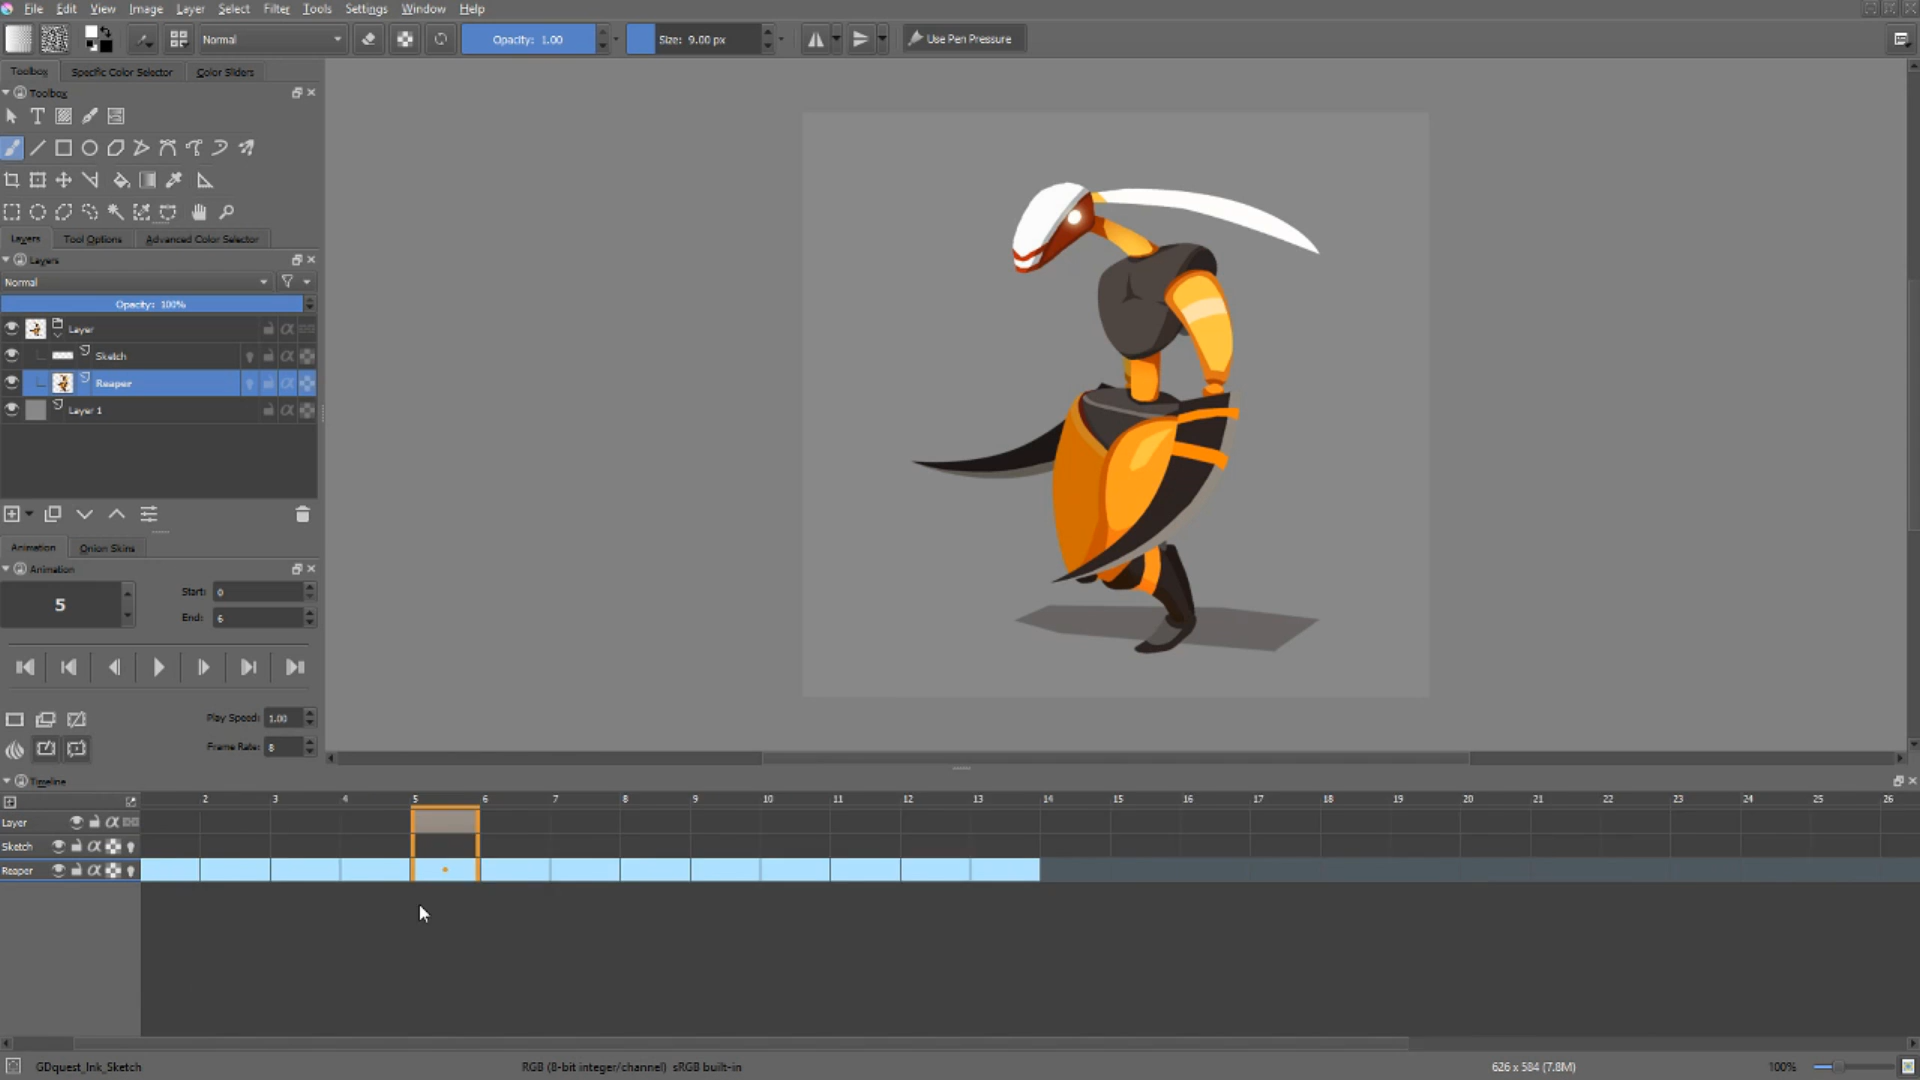 File Edit View Image Layer Select Filter Tools Settings Window Help
Normal Opacity: 1.00 Size: 9.00 px Use Pen Pressure
Toolbox Specific Color Selector Color Sliders
Toolbox
Layers Tool Options Advanced Color Selector
Layers
Normal
Opacity: 100%
Layer
Sketch
Reaper
Layer 1
Animation Onion Skins
Animation
5 Start: 0
End: 6
Play Speed: 1.00
Frame Rate: 8
Timeline
2 3 4 5 6 7 8 9 10 11 12 13 14 15 16 17 18 19 20 21 22 23 24 25 26
Layer
Sketch
Reaper
GDquest_Ink_Sketch RGB (8-bit integer/channel) sRGB built-in 626 x 584 (7.8M) 100%